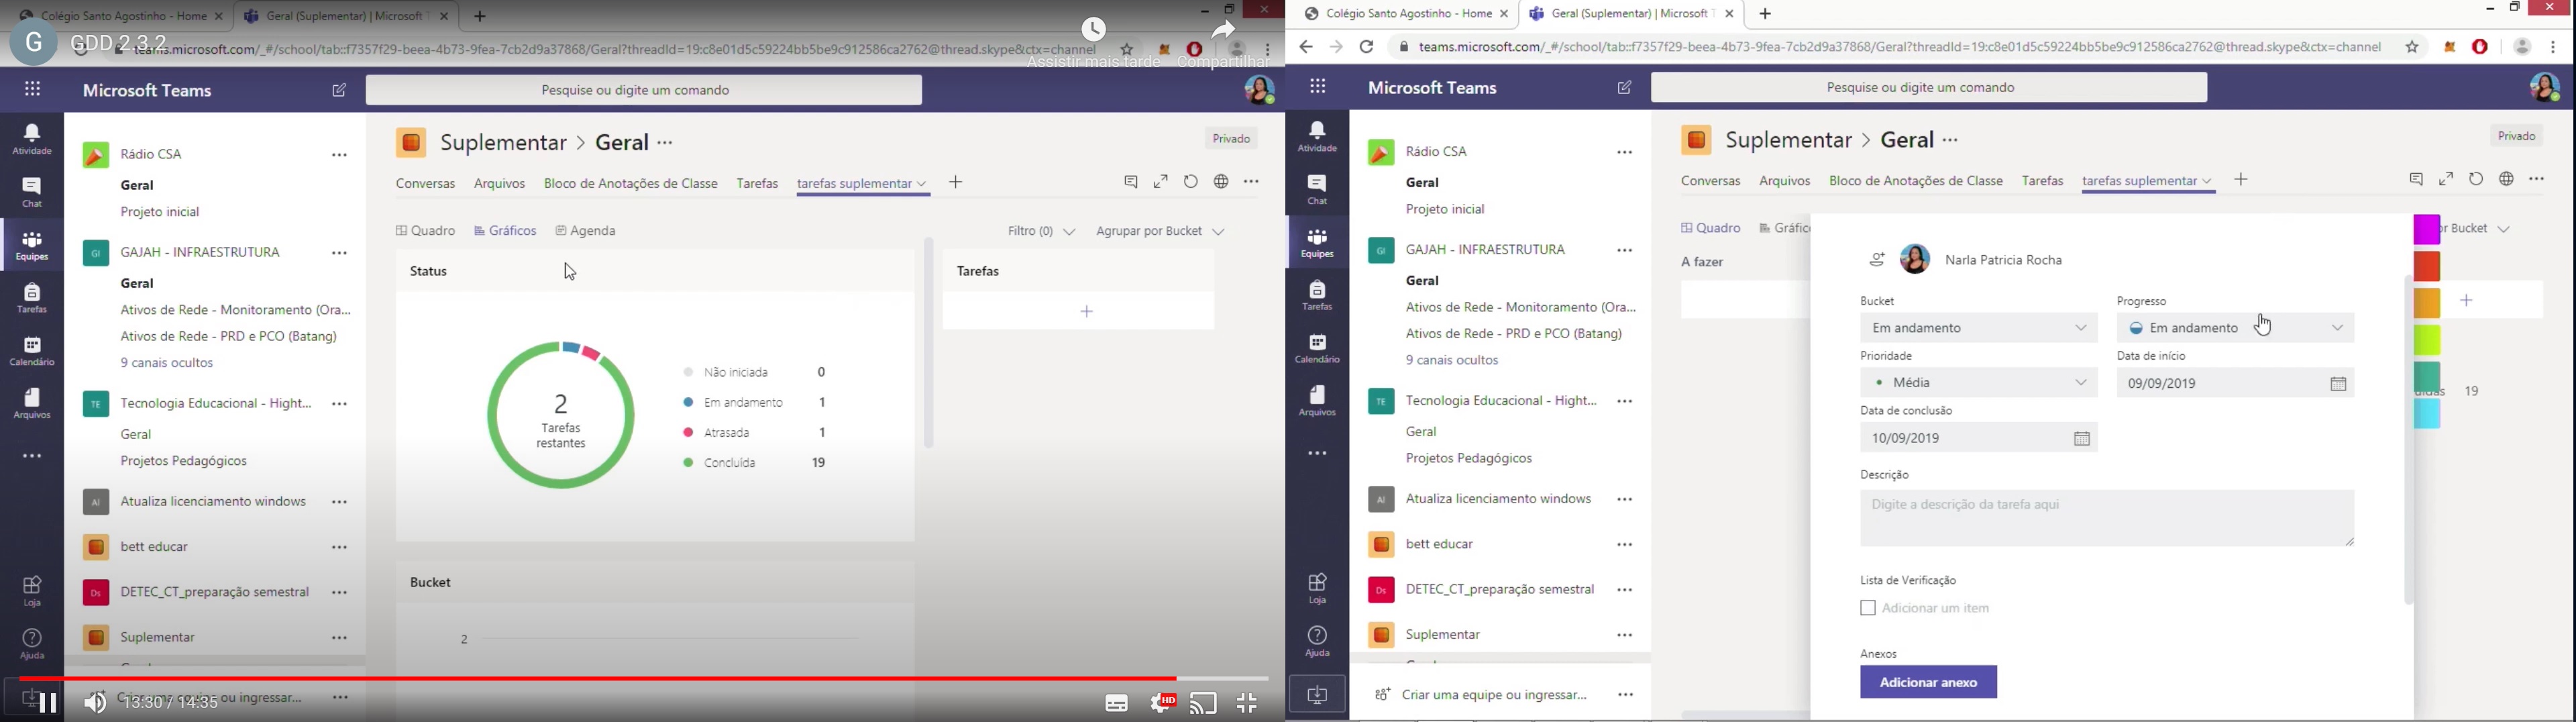 Colégio Santo Agostinho - Home
Geral (Suplementar) | Microsoft T
G
GDD 2.3.2
teams.microsoft.com/_#/school/tab::f7357f29-beea-4b73-9fea-7cb2d9a37868/Geral?threadId=19:c8e01d5c59224bb5be9c912586ca2762@thread.skype&ctx=channel
Assistir mais tarde
Compartilhar
Microsoft Teams
Pesquise ou digite um comando
Atividade
Chat
Equipes
Tarefas
Calendário
Arquivos
Loja
Ajuda
Rádio CSA
Geral
Projeto inicial
GI
GAJAH - INFRAESTRUTURA
Geral
Ativos de Rede - Monitoramento (Ora...
Ativos de Rede - PRD e PCO (Batang)
9 canais ocultos
TE
Tecnologia Educacional - Hight...
Geral
Projetos Pedagógicos
Al
Atualiza licenciamento windows
bett educar
Ds
DETEC_CT_preparação semestral
Suplementar
Criar uma equipe ou ingressar...
13:30 / 14:35
HD
Suplementar > Geral
Privado
Conversas Arquivos Bloco de Anotações de Classe Tarefas tarefas suplementar
Quadro Gráficos Agenda
Filtro (0) Agrupar por Bucket
Status
2
Tarefas
restantes
Não iniciada 0
Em andamento 1
Atrasada 1
Concluída 19
Tarefas
Bucket
2
Colégio Santo Agostinho - Home
Geral (Suplementar) | Microsoft T
teams.microsoft.com/_#/school/tab::f7357f29-beea-4b73-9fea-7cb2d9a37868/Geral?threadId=19:c8e01d5c59224bb5be9c912586ca2762@thread.skype&ctx=channel
Microsoft Teams
Pesquise ou digite um comando
Atividade
Chat
Equipes
Tarefas
Calendário
Arquivos
Loja
Ajuda
Rádio CSA
Geral
Projeto inicial
GI
GAJAH - INFRAESTRUTURA
Geral
Ativos de Rede - Monitoramento (Ora...
Ativos de Rede - PRD e PCO (Batang)
9 canais ocultos
TE
Tecnologia Educacional - Hight...
Geral
Projetos Pedagógicos
Al
Atualiza licenciamento windows
bett educar
Ds
DETEC_CT_preparação semestral
Suplementar
Criar uma equipe ou ingressar...
Suplementar > Geral
Privado
Conversas Arquivos Bloco de Anotações de Classe Tarefas tarefas suplementar
Quadro Gráfic
or Bucket
A fazer
Narla Patricia Rocha
Bucket
Em andamento
Progresso
Em andamento
Prioridade
Média
Data de início
09/09/2019
Data de conclusão
10/09/2019
19
Descrição
Digite a descrição da tarefa aqui
Lista de Verificação
Adicionar um item
Anexos
Adicionar anexo